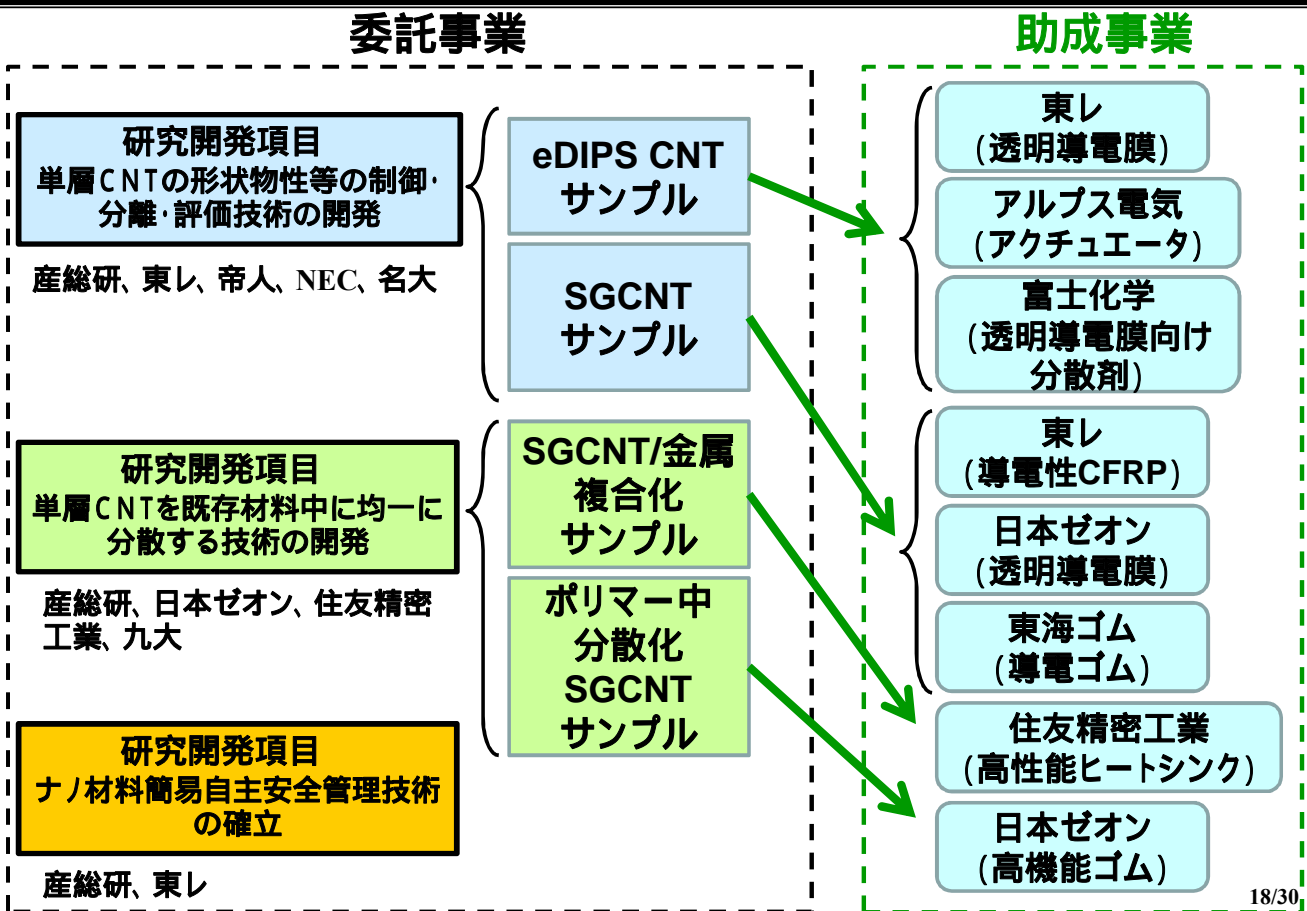 委託事業
助成事業
研究開発項目
単層CNTの形状物性等の制御・
分離・評価技術の開発
産総研、東レ、帝人、NEC、名大
eDIPS CNT
サンプル
SGCNT
サンプル
研究開発項目
単層CNTを既存材料中に均一に
分散する技術の開発
産総研、日本ゼオン、住友精密
工業、九大
SGCNT/金属
複合化
サンプル
ポリマー中
分散化
SGCNT
サンプル
研究開発項目
ナノ材料簡易自主安全管理技術
の確立
産総研、東レ
東レ
(透明導電膜)
アルプス電気
(アクチュエータ)
富士化学
(透明導電膜向け
分散剤)
東レ
(導電性CFRP)
日本ゼオン
(透明導電膜)
東海ゴム
(導電ゴム)
住友精密工業
(高性能ヒートシンク)
日本ゼオン
(高機能ゴム)
18/30